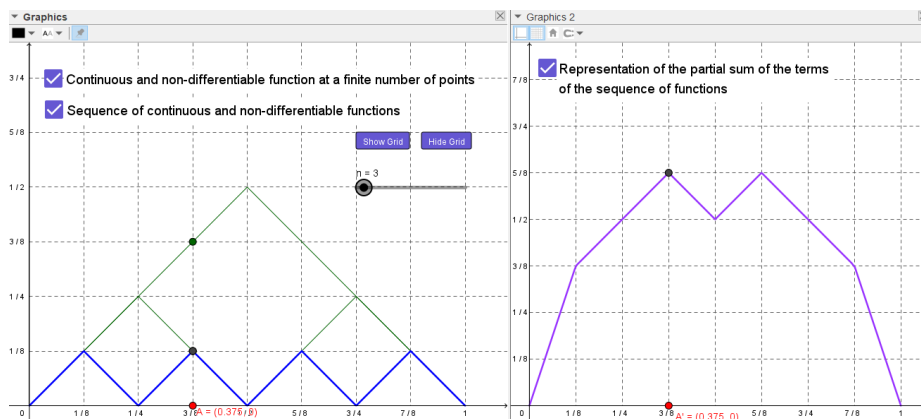 Graphics
AA
Continuous and non-differentiable function at a finite number of points
Sequence of continuous and non-differentiable functions
Show Grid
Hide Grid
n = 3
3 / 4
5 / 8
1 / 2
3 / 8
1 / 4
1 / 8
0
1 / 8
1 / 4
3 / 8
A = (0.375, 0)
5 / 8
3 / 4
7 / 8
1
Graphics 2
Representation of the partial sum of the terms
of the sequence of functions
7 / 8
3 / 4
5 / 8
1 / 2
3 / 8
1 / 4
1 / 8
0
1 / 8
1 / 4
3 / 8
A' = (0.375, 0)
5 / 8
3 / 4
7 / 8